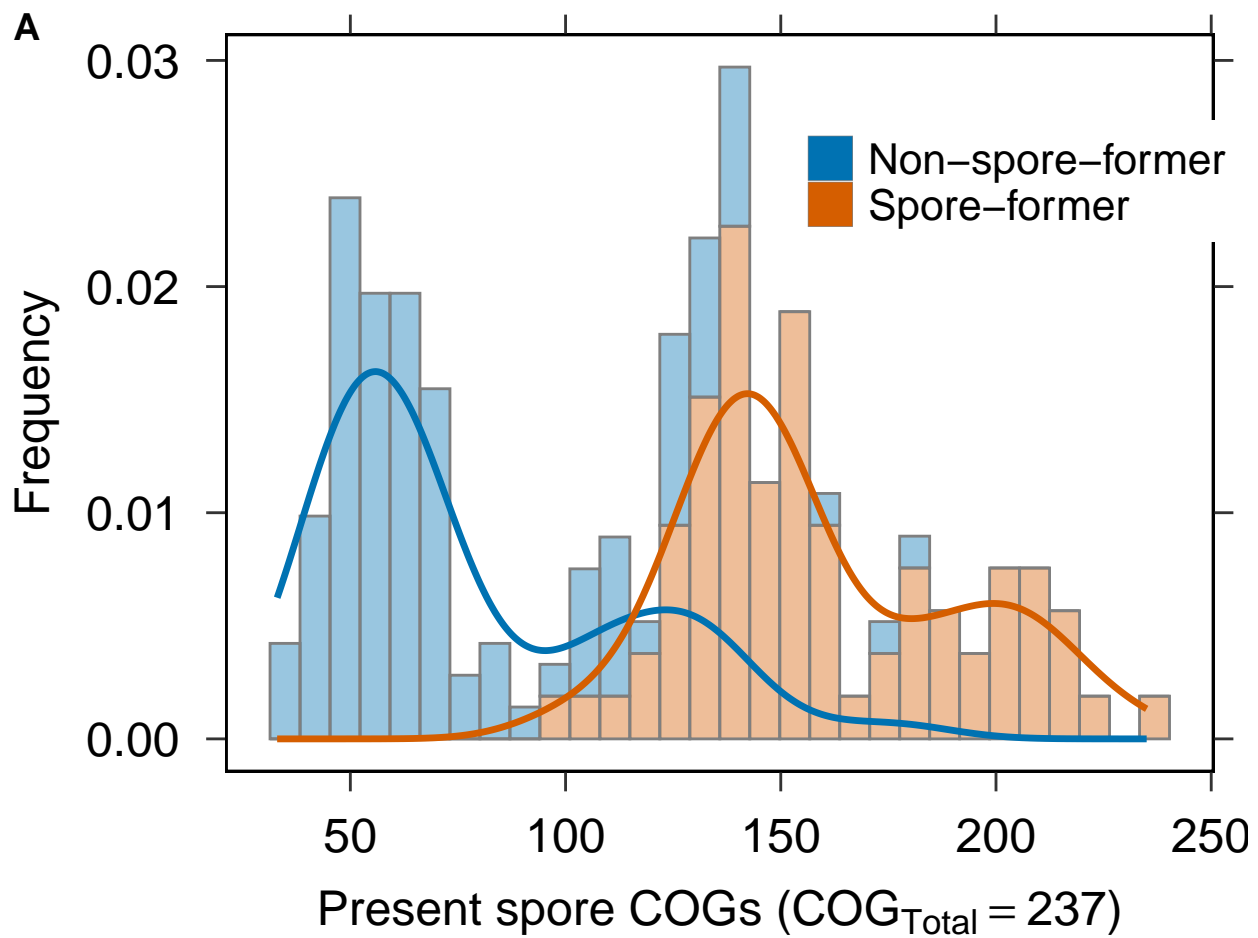 A
0.03
0.02
0.01
0.00
Frequency
Non−spore−former
Spore−former
50 100 150 200 250
Present spore COGs (COGTotal = 237)